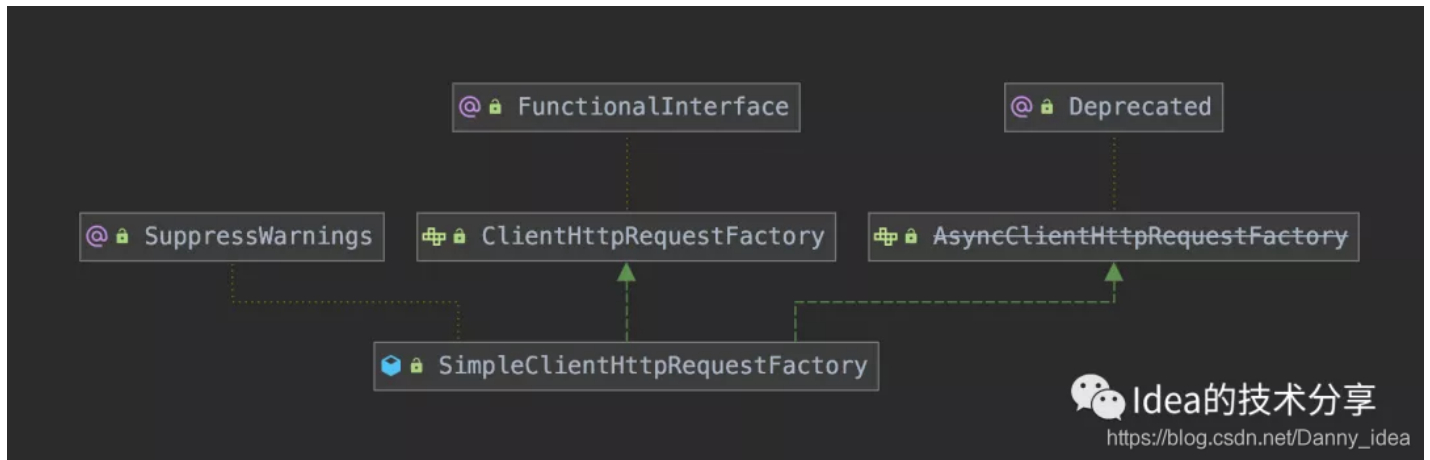 @ FunctionalInterface
@ Deprecated
@ SuppressWarnings
ClientHttpRequestFactory
AsyncClientHttpRequestFactory
SimpleClientHttpRequestFactory
Idea的技术分享
https://blog.csdn.net/Danny_idea